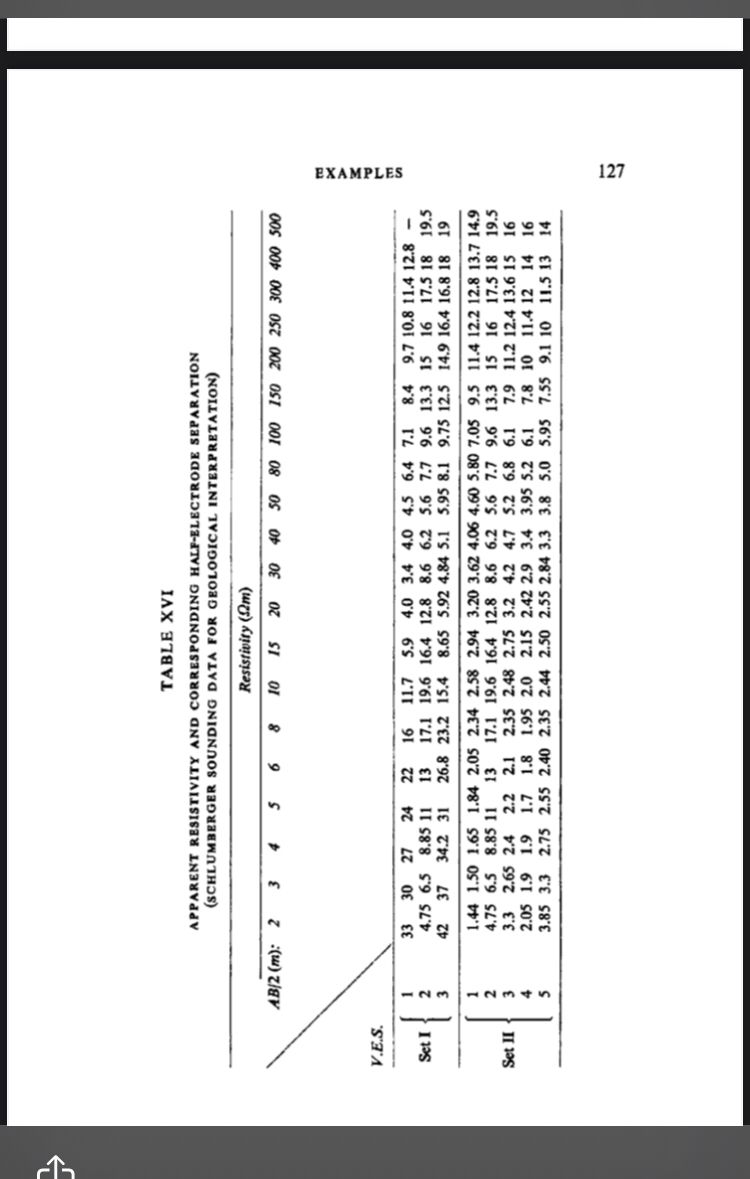 TABLE XVI
APPARENT RESISTIVITY AND CORRESPONDING HALF-ELECTRODE SEPARATION
(SCHLUMBERGER SOUNDING DATA FOR GEOLOGICAL INTERPRETATION)
Resistivity (Ωm)
AB/2 (m): 2 3 4 5 6 8 10 15 20 30 40 50 80 100 150 200 250 300 400 500
V.E.S.
1 33 30 27 24 22 16 11.7 5.9 4.0 3.4 4.0 4.5 6.4 7.1 8.4 9.7 10.8 11.4 12.8 –
Set I 2 4.75 6.5 8.85 11 13 17.1 19.6 16.4 12.8 8.6 6.2 5.6 7.7 9.6 13.3 15 16 17.5 18 19.5
3 42 37 34.2 31 26.8 23.2 15.4 8.65 5.92 4.84 5.1 5.95 8.1 9.75 12.5 14.9 16.4 16.8 18 19
1 1.44 1.50 1.65 1.84 2.05 2.34 2.58 2.94 3.20 3.62 4.06 4.60 5.80 7.05 9.5 11.4 12.2 12.8 13.7 14.9
2 4.75 6.5 8.85 11 13 17.1 19.6 16.4 12.8 8.6 6.2 5.6 7.7 9.6 13.3 15 16 17.5 18 19.5
Set II 3 3.3 2.65 2.4 2.2 2.1 2.35 2.48 2.75 3.2 4.2 4.7 5.2 6.8 6.1 7.9 11.2 12.4 13.6 15 16
4 2.05 1.9 1.9 1.7 1.8 1.95 2.0 2.15 2.42 2.9 3.4 3.95 5.2 6.1 7.8 10 11.4 12 14 16
5 3.85 3.3 2.75 2.55 2.40 2.35 2.44 2.50 2.55 2.84 3.3 3.8 5.0 5.95 7.55 9.1 10 11.5 13 14
EXAMPLES
127